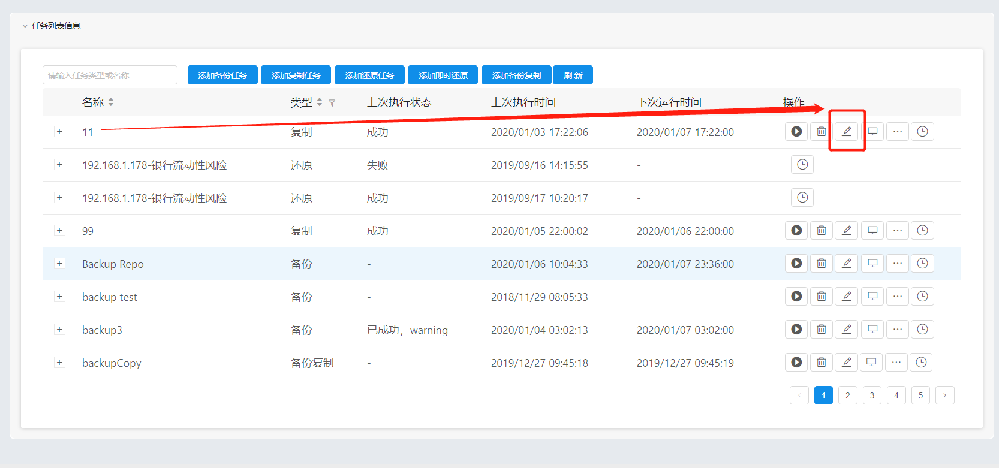 任务列表信息
请输入任务类型或名称 添加备份任务 添加复制任务 添加还原任务 添加即时还原 添加备份复制 刷 新
名称 类型 上次执行状态 上次执行时间 下次运行时间 操作
11 复制 成功 2020/01/03 17:22:06 2020/01/07 17:22:00
192.168.1.178-银行流动性风险 还原 失败 2019/09/16 14:15:55 -
192.168.1.178-银行流动性风险 还原 成功 2019/09/17 10:20:17 -
99 复制 成功 2020/01/05 22:00:02 2020/01/06 22:00:00
Backup Repo 备份 - 2020/01/06 10:04:33 2020/01/07 23:36:00
backup test 备份 - 2018/11/29 08:05:33
backup3 备份 已成功，warning 2020/01/04 03:02:13 2020/01/07 03:02:00
backupCopy 备份复制 - 2019/12/27 09:45:18 2019/12/27 09:45:19
1 2 3 4 5